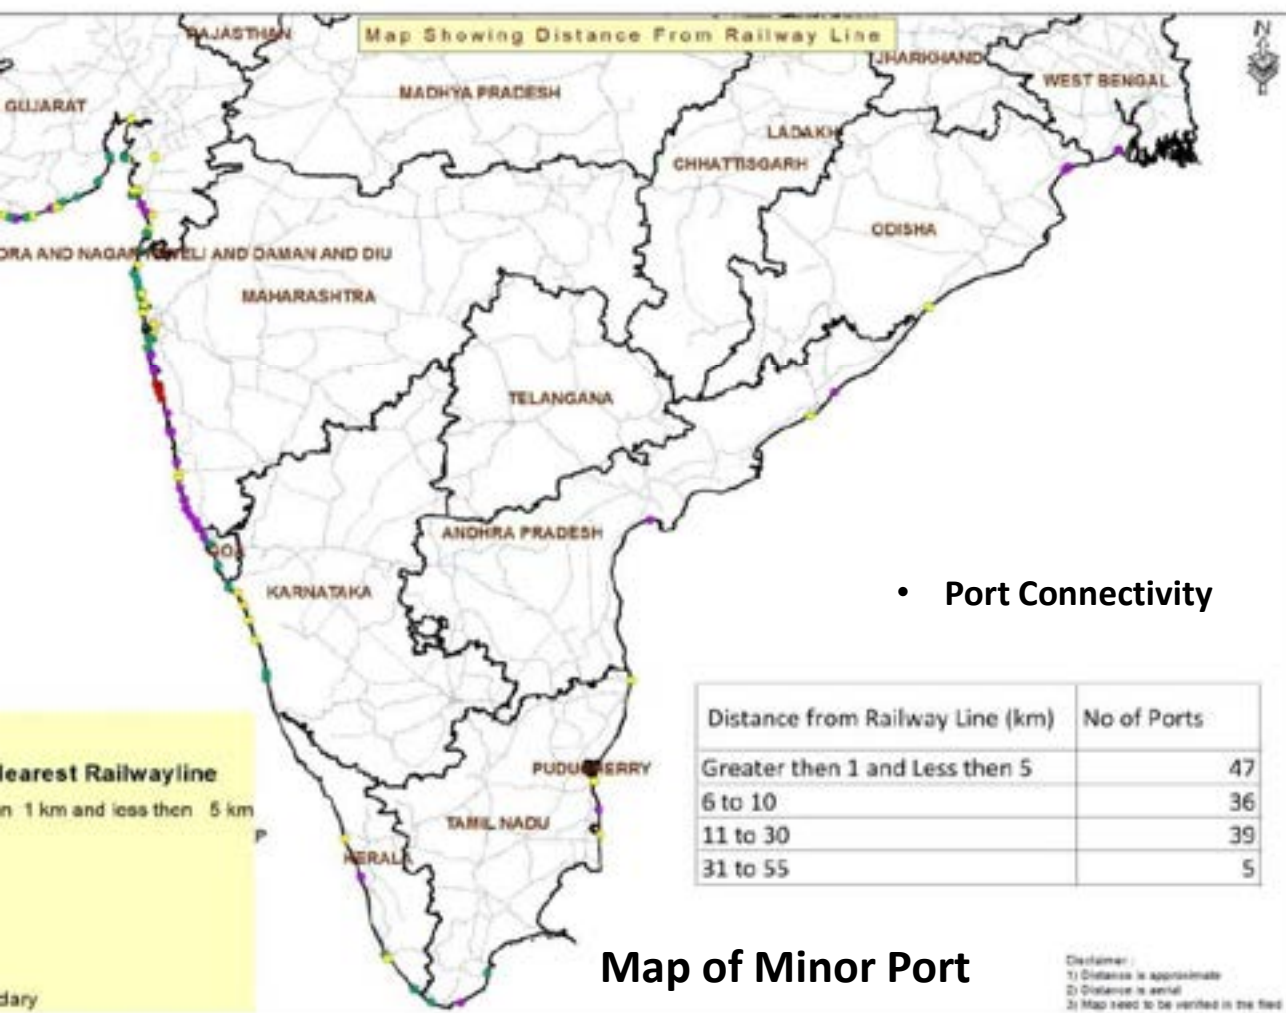 RAJASTHAN
Map Showing Distance From Railway Line
N
JHARKHAND
WEST BENGAL
GUJARAT
MADHYA PRADESH
LADAKH
CHHATTISGARH
ODISHA
DRA AND NAGAR VELI AND DAMAN AND DIU
MAHARASHTRA
TELANGANA
ANDHRA PRADESH
GOA
KARNATAKA
• Port Connectivity
Distance from Railway Line (km) No of Ports
Greater then 1 and Less then 5 47
6 to 10 36
11 to 30 39
31 to 55 5
learest Railwayline
n 1 km and less then 5 km
P
PUDUCHERRY
TAMIL NADU
KERALA
Map of Minor Port
dary
Disclaimer :
1) Distance is approximate
2) Distance is aerial
3) Map need to be verified in the filed